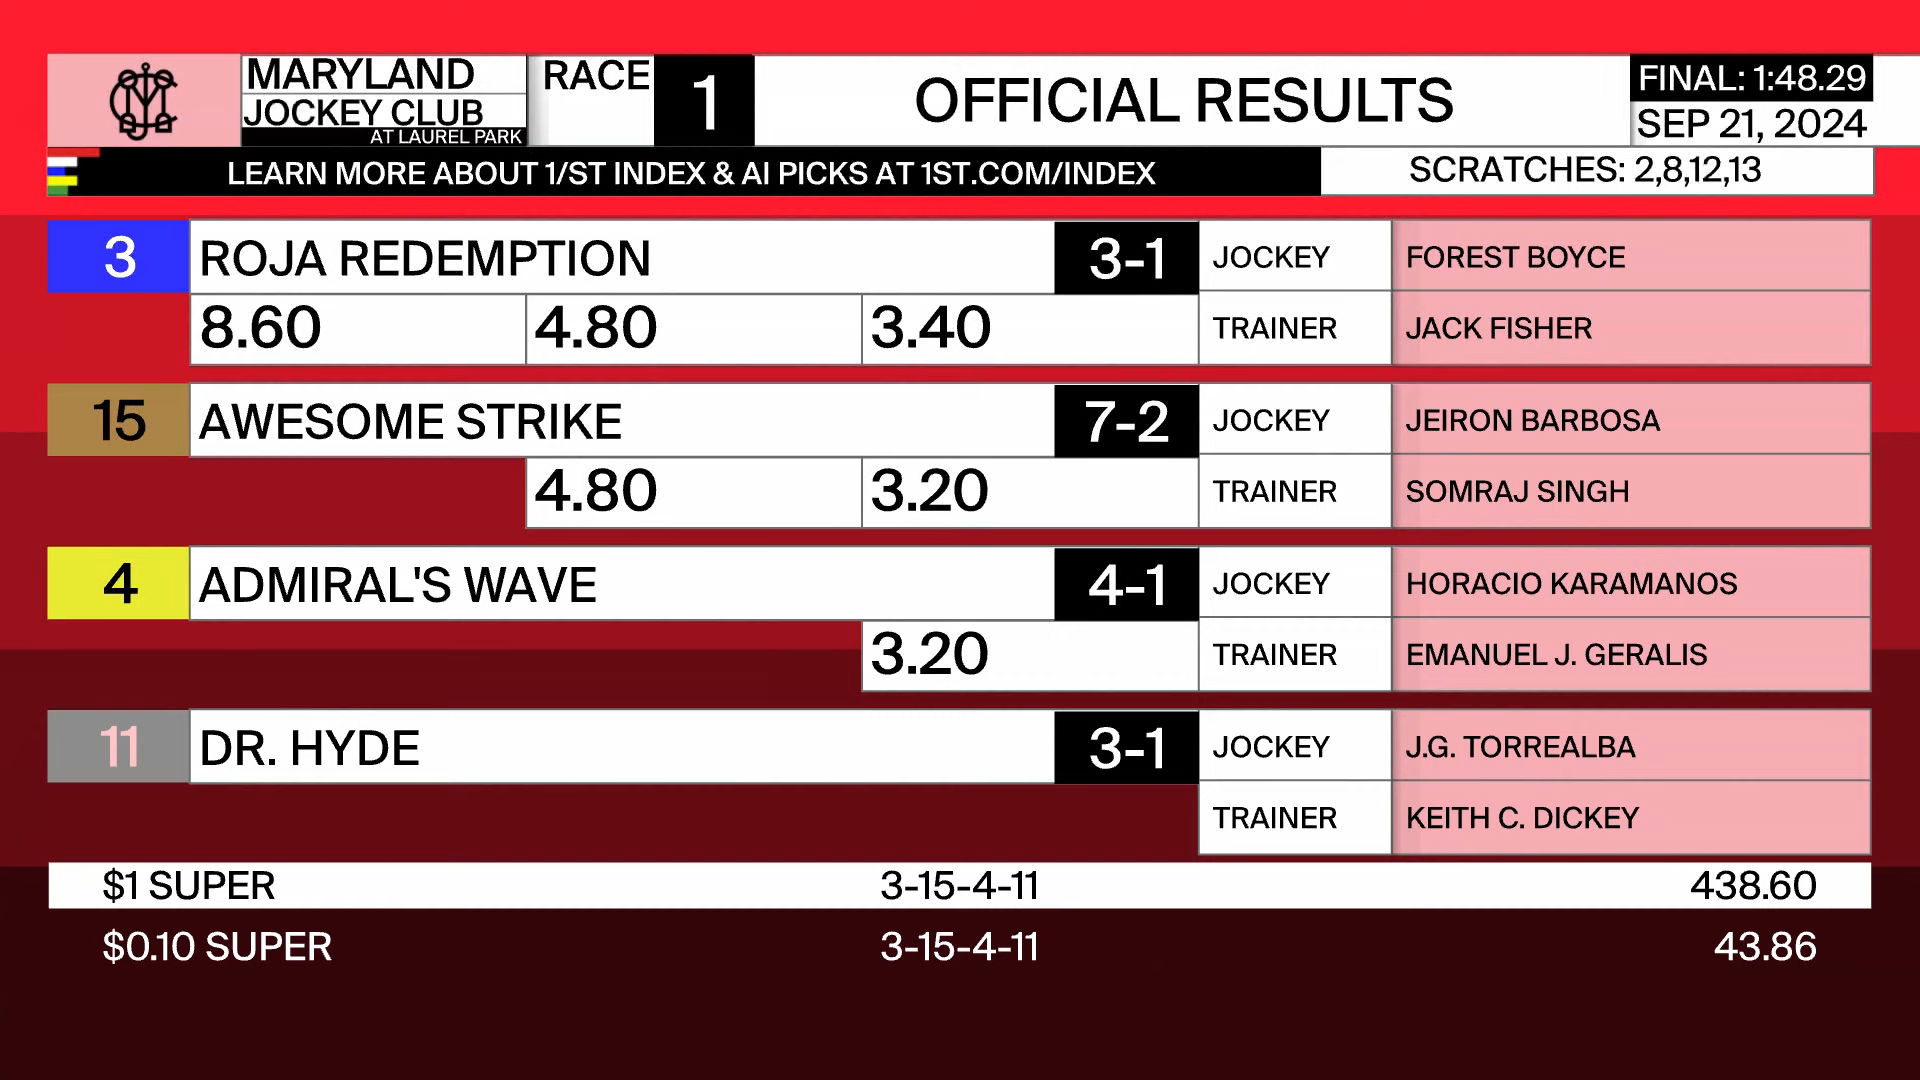 MARYLAND
JOCKEY CLUB
AT LAUREL PARK
RACE 1
OFFICIAL RESULTS
FINAL: 1:48.29
SEP 21, 2024
LEARN MORE ABOUT 1/ST INDEX & AI PICKS AT 1ST.COM/INDEX
SCRATCHES: 2,8,12,13
3 ROJA REDEMPTION 3-1 JOCKEY FOREST BOYCE
8.60 4.80 3.40 TRAINER JACK FISHER
15 AWESOME STRIKE 7-2 JOCKEY JEIRON BARBOSA
4.80 3.20 TRAINER SOMRAJ SINGH
4 ADMIRAL'S WAVE 4-1 JOCKEY HORACIO KARAMANOS
3.20 TRAINER EMANUEL J. GERALIS
11 DR. HYDE 3-1 JOCKEY J.G. TORREALBA
TRAINER KEITH C. DICKEY
$1 SUPER 3-15-4-11 438.60
$0.10 SUPER 3-15-4-11 43.86